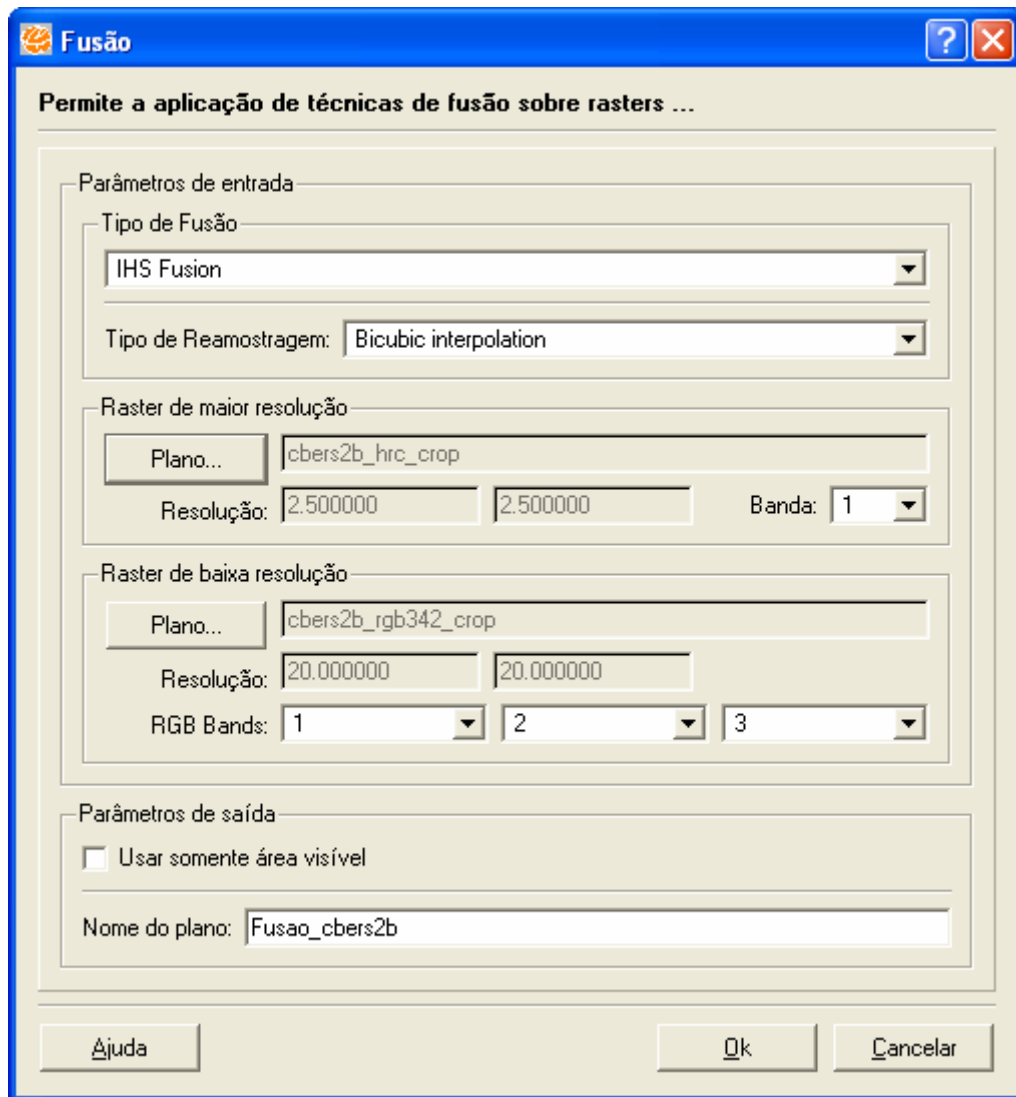 Fusão
Permite a aplicação de técnicas de fusão sobre rasters ...
Parâmetros de entrada
Tipo de Fusão
IHS Fusion
Tipo de Reamostragem: Bicubic interpolation
Raster de maior resolução
Plano... cbers2b_hrc_crop
Resolução: 2.500000 2.500000 Banda: 1
Raster de baixa resolução
Plano... cbers2b_rgb342_crop
Resolução: 20.000000 20.000000
RGB Bands: 1 2 3
Parâmetros de saída
Usar somente área visível
Nome do plano: Fusao_cbers2b
Ajuda Ok Cancelar